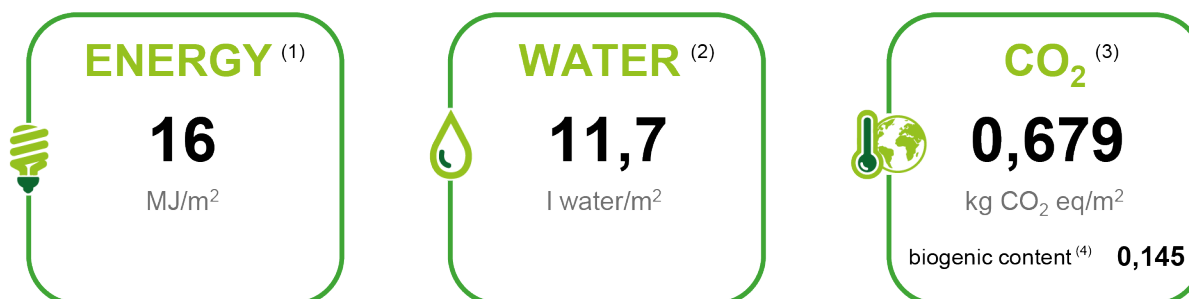 ENERGY (1)
16
MJ/m²
WATER (2)
11,7
l water/m²
CO₂ (3)
0,679
kg CO₂ eq/m²
biogenic content (4) 0,145